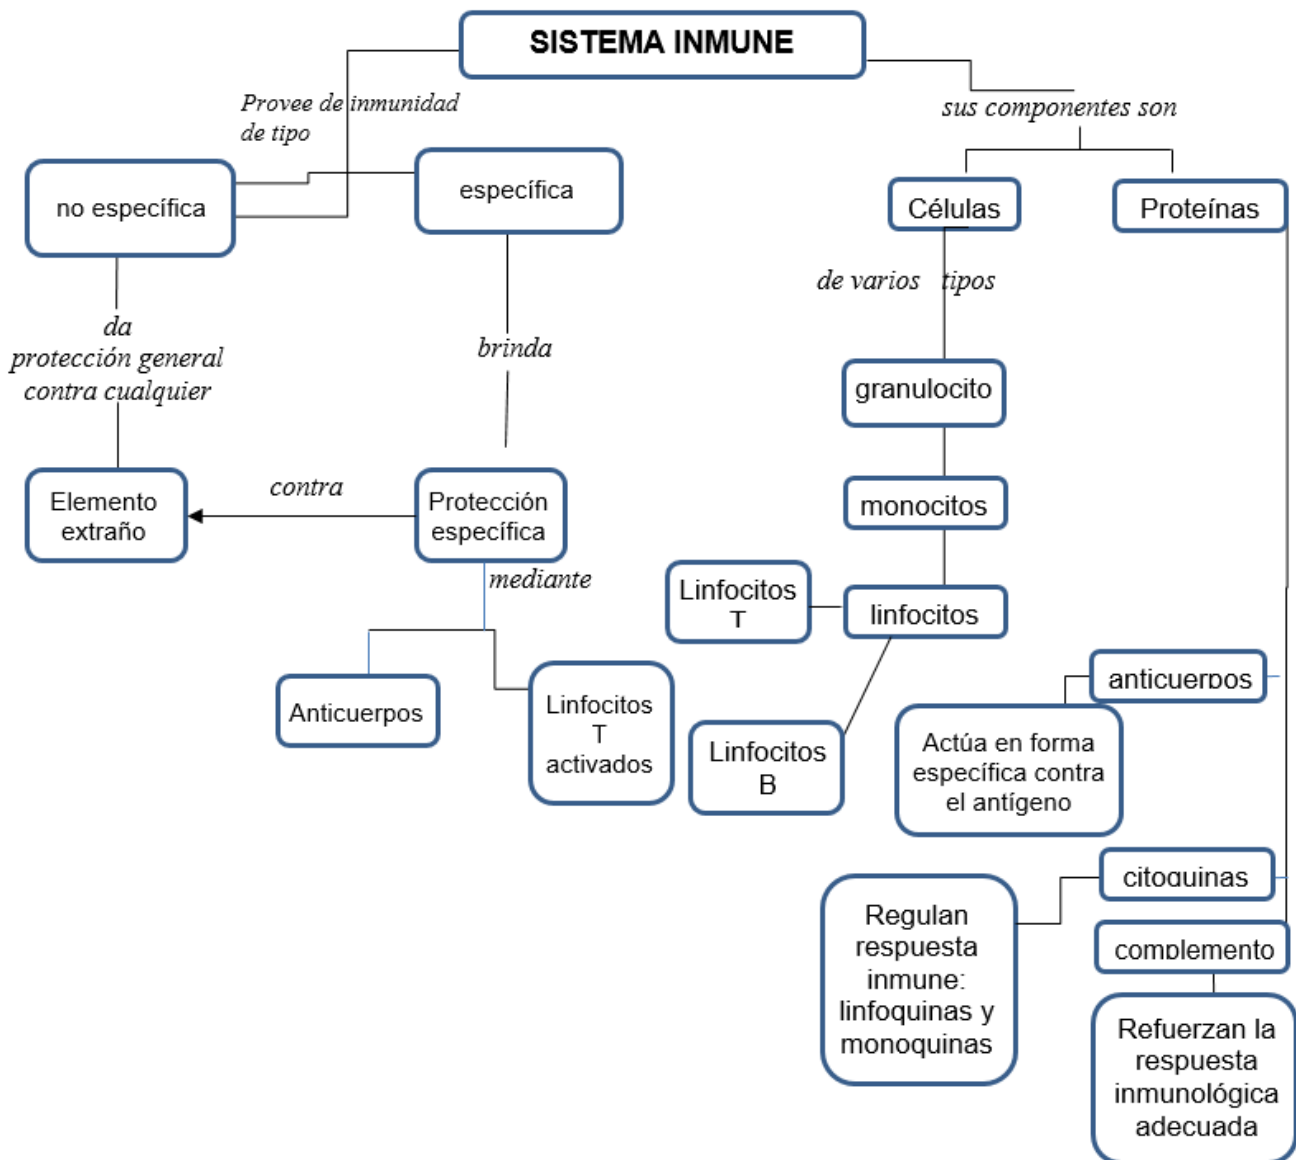 SISTEMA INMUNE
Provee de inmunidad
de tipo
sus componentes son
no específica
específica
Células
Proteínas
de varios tipos
da
protección general
contra cualquier
brinda
granulocito
Elemento
extraño
contra
Protección
específica
monocitos
mediante
Linfocitos
T
linfocitos
Anticuerpos
Linfocitos
T
activados
Linfocitos
B
anticuerpos
Actúa en forma
específica contra
el antígeno
citoquinas
Regulan
respuesta
inmune:
linfoquinas y
monoquinas
complemento
Refuerzan la
respuesta
inmunológica
adecuada